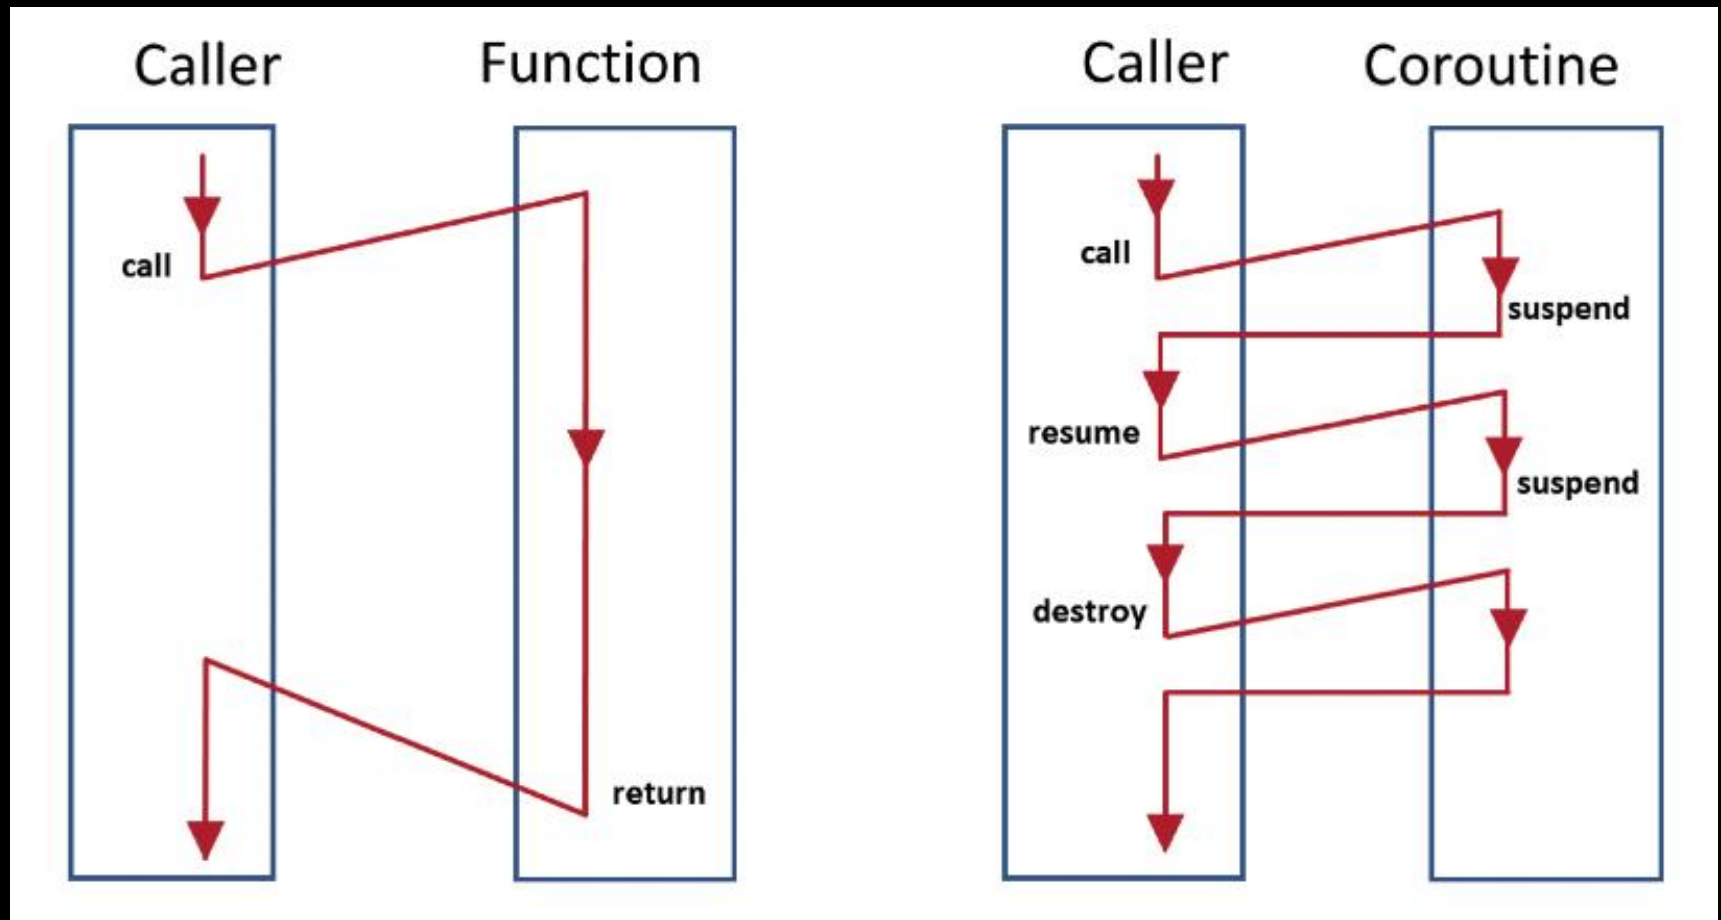 Caller
Function
call
return
Caller
Coroutine
call
suspend
resume
suspend
destroy